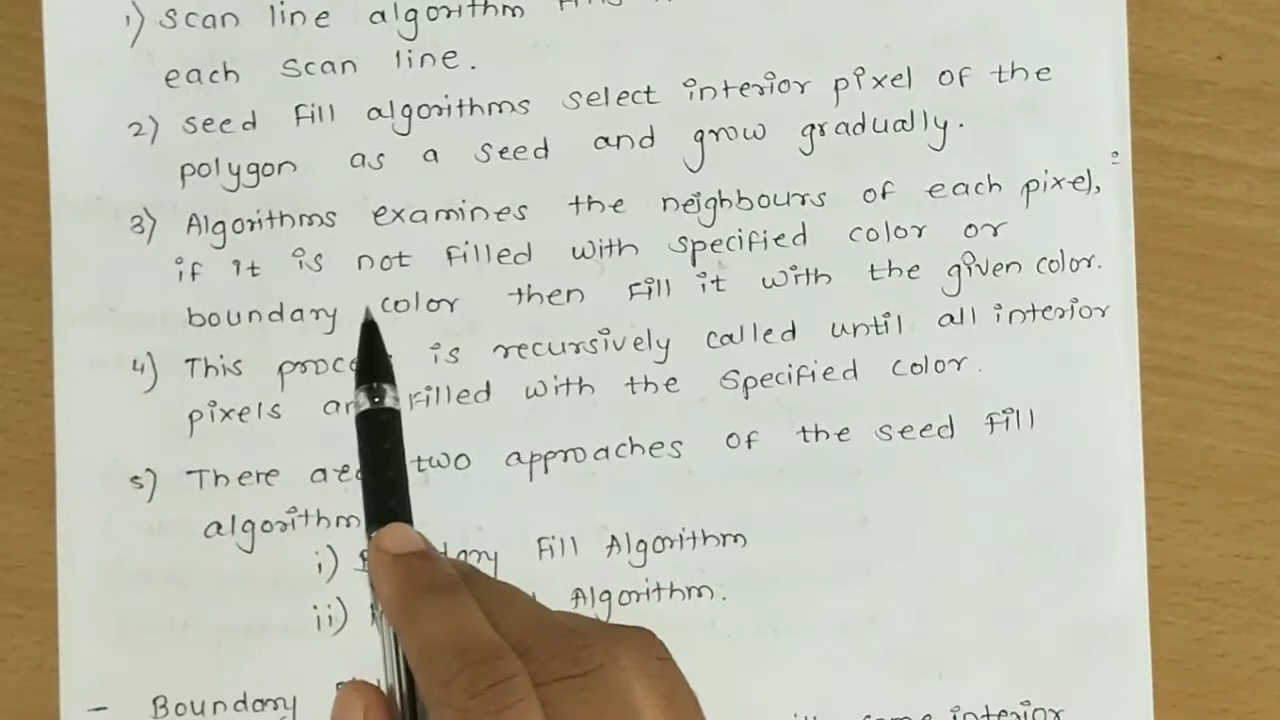 1) Scan line algorithm
each scan line.
2) seed Fill algorithms select interior pixel of the
polygon as a seed and grow gradually.
3) Algorithms examines the neighbours of each pixel,
if it is not filled with specified color or
boundary color then Fill it with the given color.
4) This is recursively called until all interior
pixels filled with the specified color.
5) There are two approaches of the seed Fill
algorithm
i) Fill Algorithm
ii) Algorithm.
- Boundary
interior